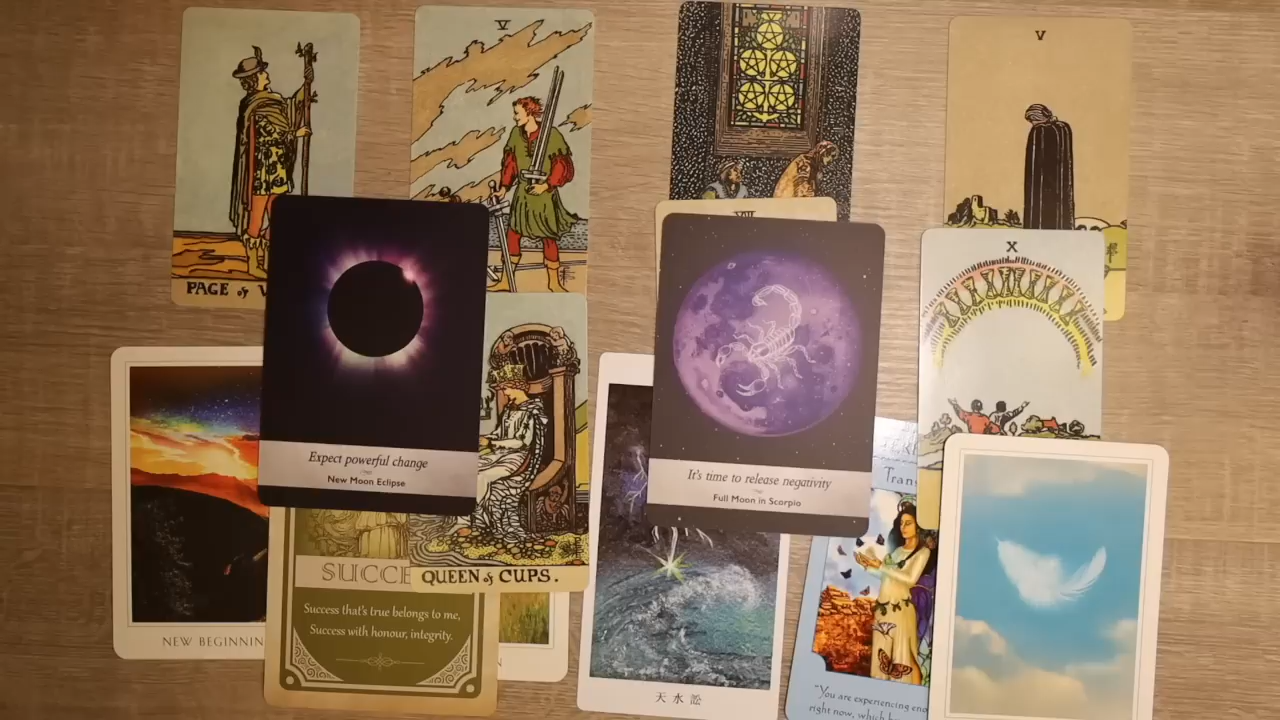 V
V
PAGE of
X
Expect powerful change
New Moon Eclipse
It's time to release negativity
Full Moon in Scorpio
QUEEN of CUPS.
SUCCE
Success that's true belongs to me,
Success with honour, integrity.
NEW BEGINNIN
N
天水訟
Tran
"You are experiencing eno
right now, which